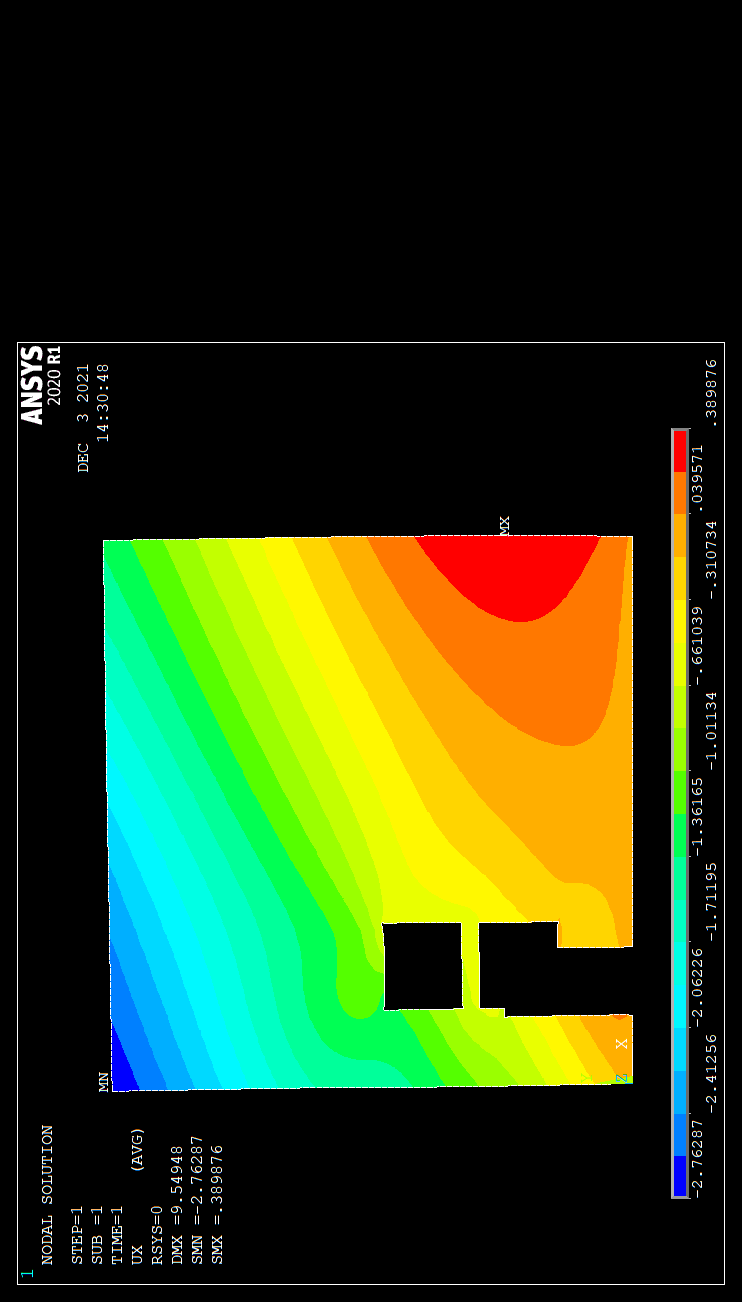 1
NODAL SOLUTION
STEP=1
SUB =1
TIME=1
UX (AVG)
RSYS=0
DMX =9.54948
SMN =-2.76287
SMX =.389876
ANSYS
2020 R1
DEC 3 2021
14:30:48
MN
MX
Y
Z X
-2.76287
-2.41256
-2.06226
-1.71195
-1.36165
-1.01134
-.661039
-.310734
.039571
.389876